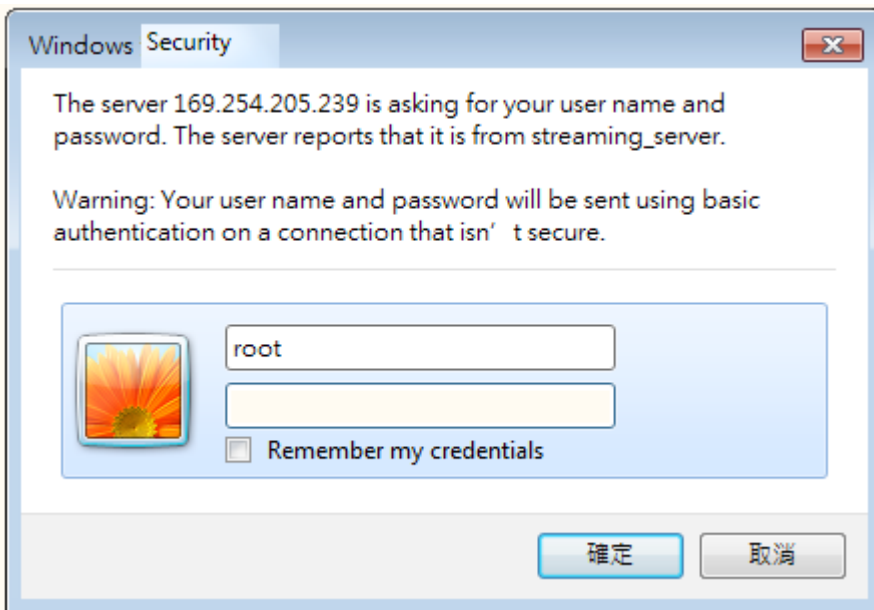 Windows Security
The server 169.254.205.239 is asking for your user name and
password. The server reports that it is from streaming_server.
Warning: Your user name and password will be sent using basic
authentication on a connection that isn’ t secure.
root
Remember my credentials
確定 取消